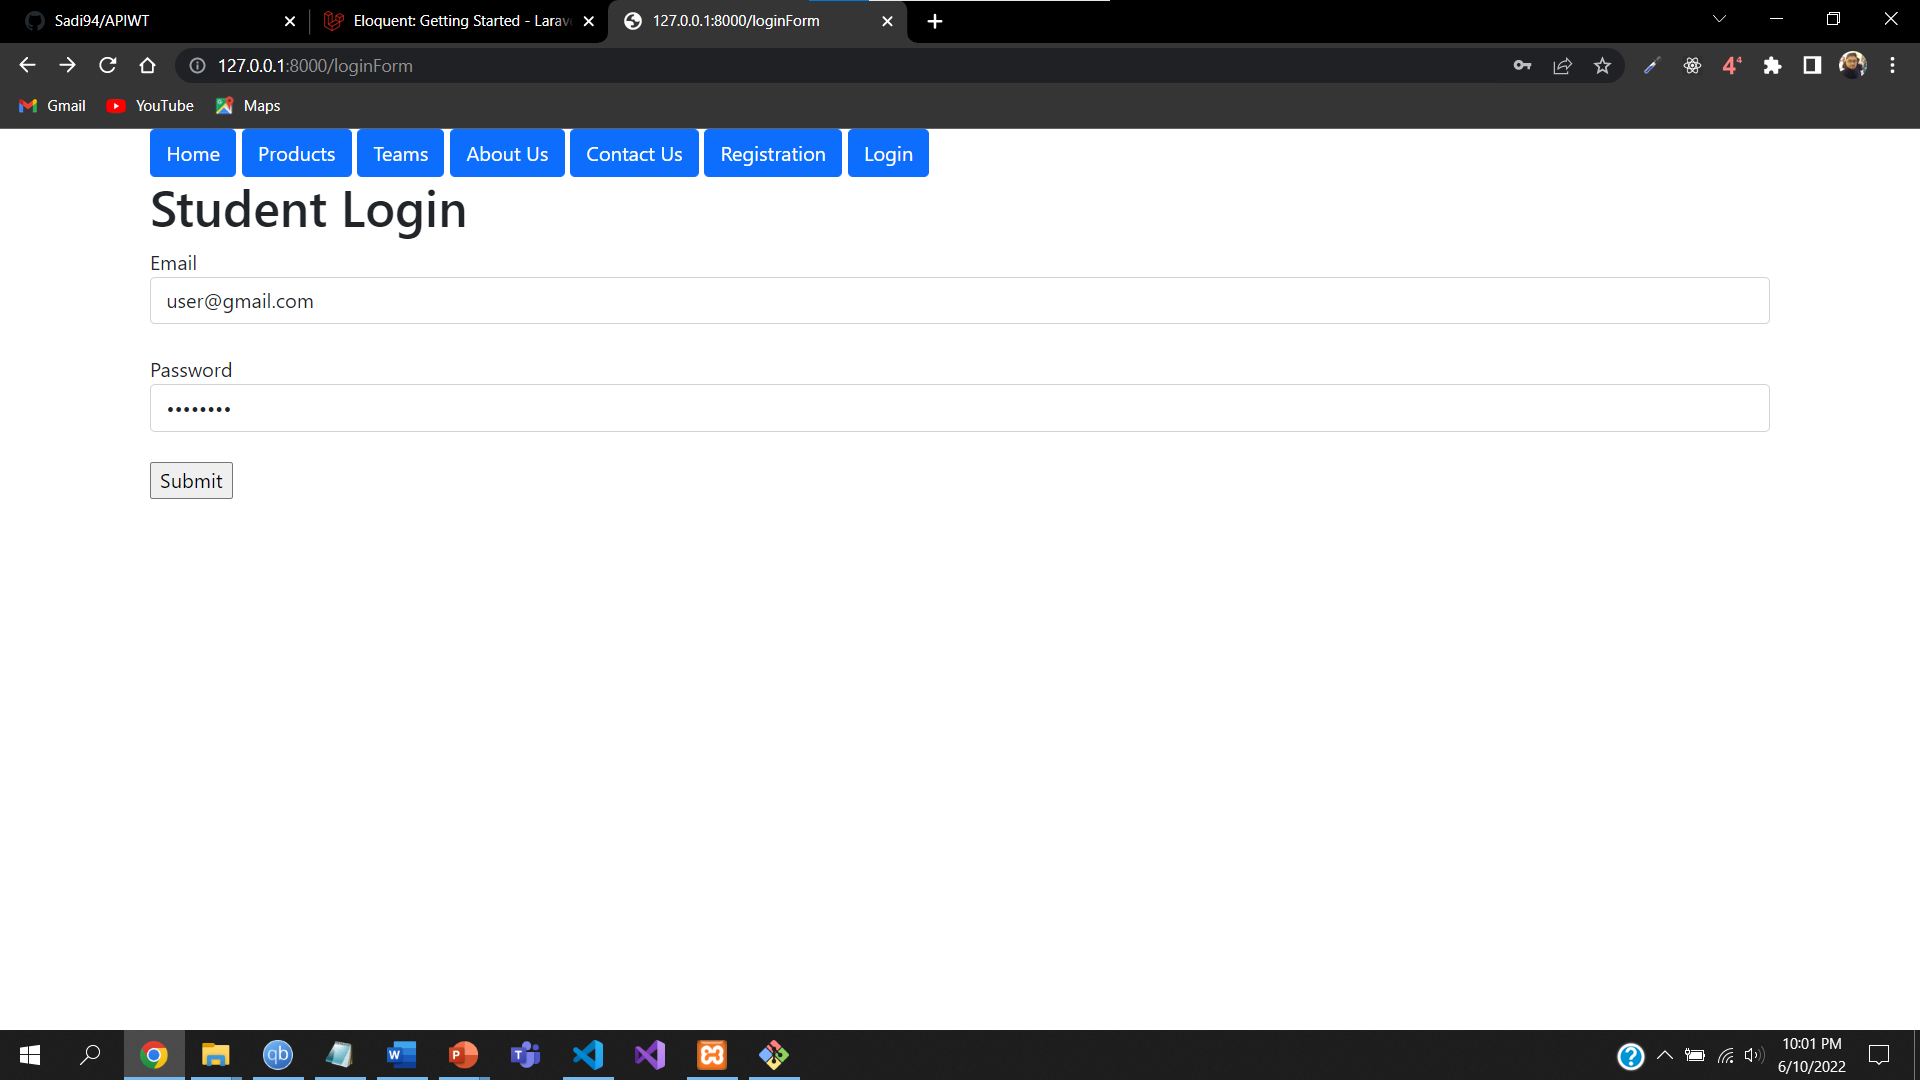 Sadi94/APIWT
Eloquent: Getting Started - Larav
127.0.0.1:8000/loginForm
127.0.0.1:8000/loginForm
4⁴
Gmail YouTube Maps
Home Products Teams About Us Contact Us Registration Login
Student Login
Email
user@gmail.com
Password
••••••••
Submit
qb
W
P
T
?
10:01 PM
6/10/2022